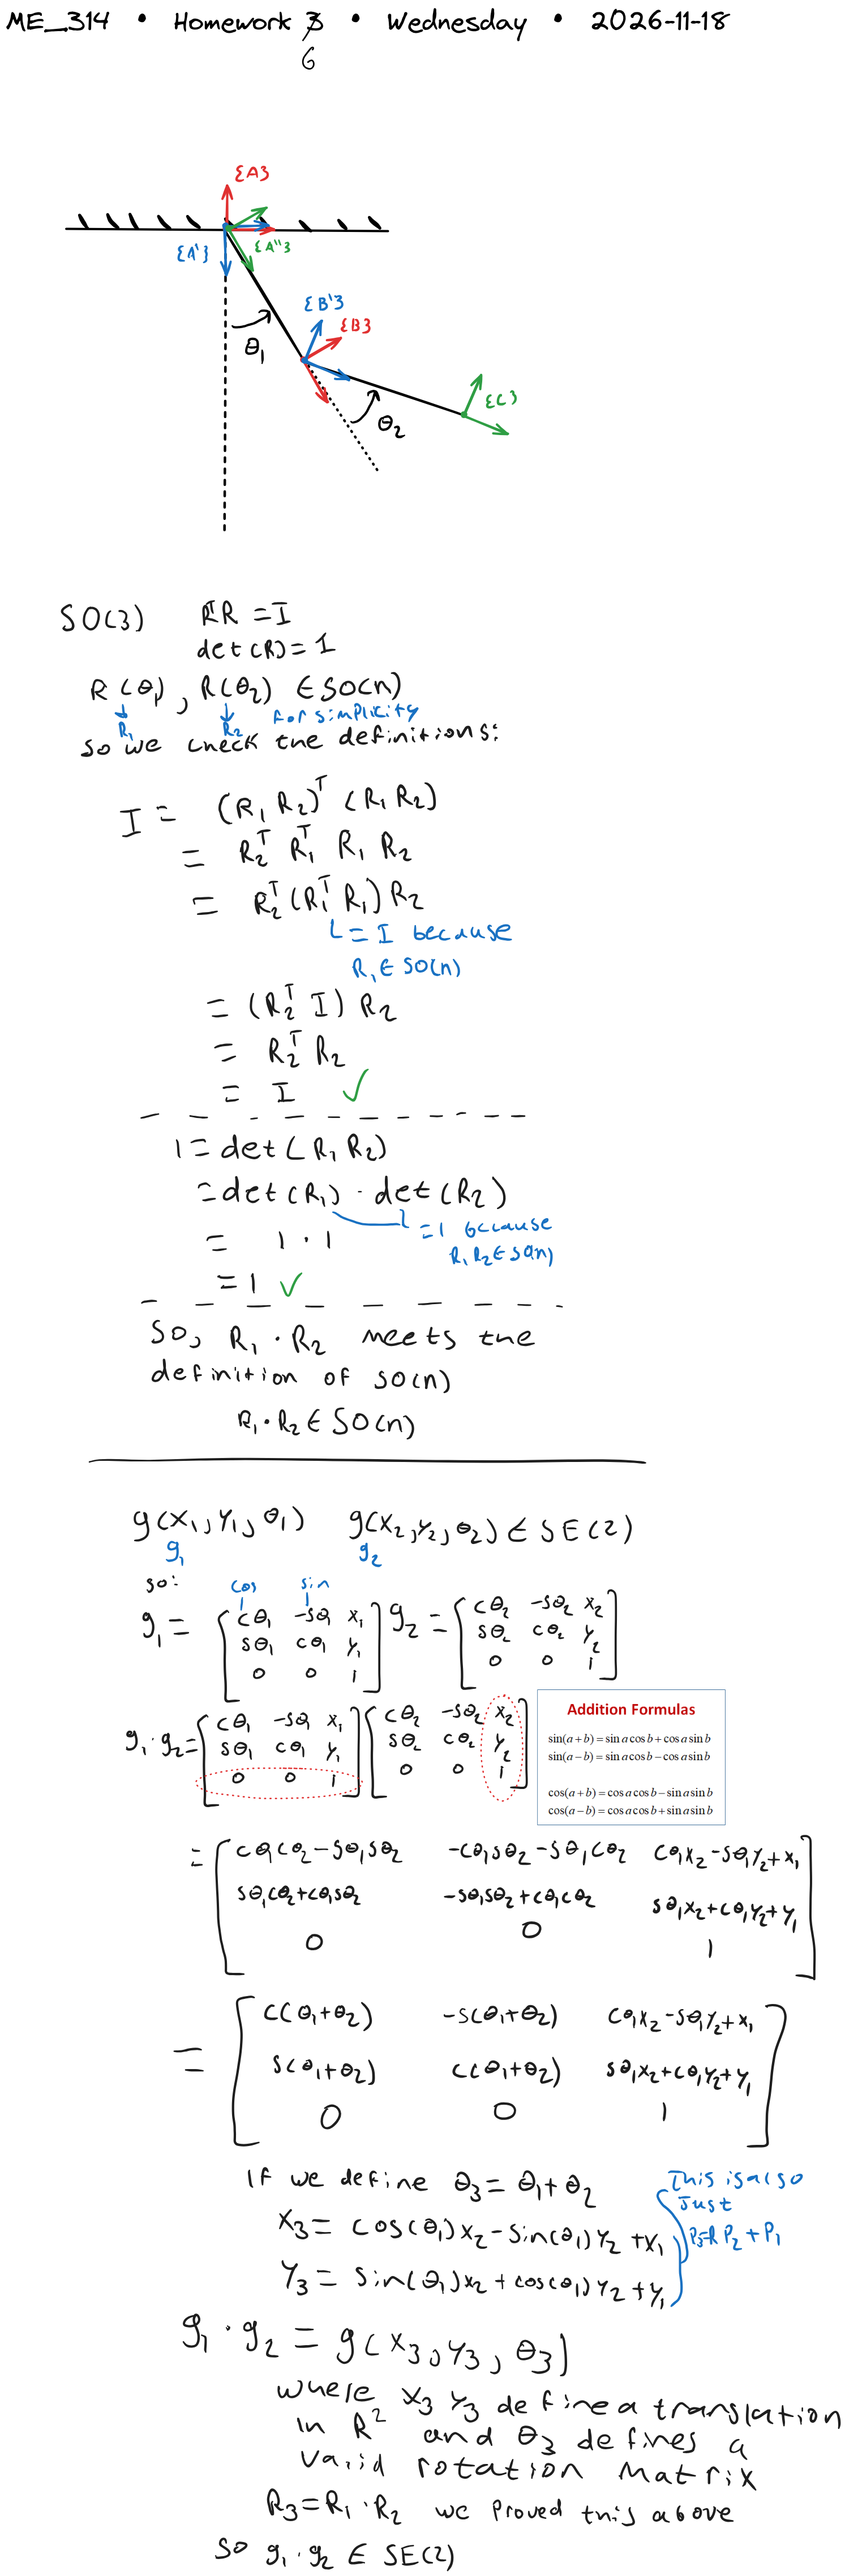 ME_314 • Homework 3 • Wednesday • 2026-11-18
6
{A}
{A'}
{A''}
{B'}
{B}
θ₁
{C}
θ₂
SO(3) RᵀR = I
det(R) = 1
R(θ₁), R(θ₂) ∈ SO(n)
R₁ R₂ for simplicity
so we check the definitions:
I = (R₁ R₂)ᵀ (R₁ R₂)
= R₂ᵀ R₁ᵀ R₁ R₂
= R₂ᵀ (R₁ᵀ R₁) R₂
= I because
R₁ ∈ SO(n)
= (R₂ᵀ I) R₂
= R₂ᵀ R₂
= I ✓
1 = det(R₁ R₂)
= det(R₁) · det(R₂)
= 1 because
= 1 · 1
R₁ R₂ ∈ SO(n)
= 1 ✓
So, R₁ · R₂ meets the
definition of SO(n)
R₁ · R₂ ∈ SO(n)
g(x₁, y₁, θ₁) g(x₂, y₂, θ₂) ∈ SE(2)
g₁ g₂
so: cos sin
g₁ = [cθ₁ -sθ₁ x₁] g₂ = [cθ₂ -sθ₂ x₂]
sθ₁ cθ₁ y₁ sθ₂ cθ₂ y₂
0 0 1 0 0 1
g₁ · g₂ = [cθ₁ -sθ₁ x₁] [cθ₂ -sθ₂ x₂]
sθ₁ cθ₁ y₁ sθ₂ cθ₂ y₂
0 0 1 0 0 1
Addition Formulas
sin(a+b) = sin a cos b + cos a sin b
sin(a−b) = sin a cos b − cos a sin b
cos(a+b) = cos a cos b − sin a sin b
cos(a−b) = cos a cos b + sin a sin b
= [cθ₁cθ₂ - sθ₁sθ₂ -cθ₁sθ₂ - sθ₁cθ₂ cθ₁x₂ - sθ₁y₂ + x₁]
sθ₁cθ₂ + cθ₁sθ₂ -sθ₁sθ₂ + cθ₁cθ₂ sθ₁x₂ + cθ₁y₂ + y₁
0 0 1
= [c(θ₁+θ₂) -s(θ₁+θ₂) cθ₁x₂ - sθ₁y₂ + x₁]
s(θ₁+θ₂) c(θ₁+θ₂) sθ₁x₂ + cθ₁y₂ + y₁
0 0 1
If we define θ₃ = θ₁ + θ₂
This is also
just
x₃ = cos(θ₁)x₂ - sin(θ₁)y₂ + x₁
P₃=R P₂ + P₁
y₃ = sin(θ₁)x₂ + cos(θ₁)y₂ + y₁
g₁ · g₂ = g(x₃, y₃, θ₃)
where x₃ y₃ define a translation
in R² and θ₃ defines a
valid rotation matrix
R₃ = R₁ · R₂ we proved this above
so g₁ · g₂ ∈ SE(2)